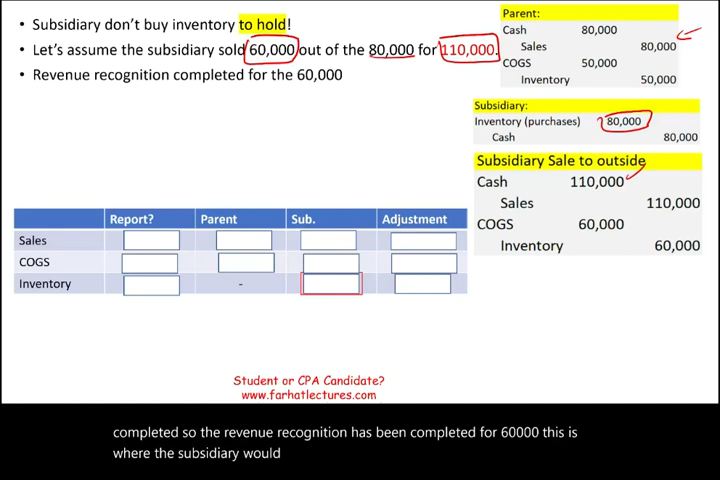 • Subsidiary don't buy inventory to hold!
• Let's assume the subsidiary sold 60,000 out of the 80,000 for 110,000.
• Revenue recognition completed for the 60,000
Parent:
Cash 80,000
Sales 80,000
COGS 50,000
Inventory 50,000
Subsidiary:
Inventory (purchases) 80,000
Cash 80,000
Subsidiary Sale to outside
Cash 110,000
Sales 110,000
COGS 60,000
Inventory 60,000
Report? Parent Sub. Adjustment
Sales
COGS
Inventory -
Student or CPA Candidate?
www.farhatlectures.com
completed so the revenue recognition has been completed for 60000 this is
where the subsidiary would